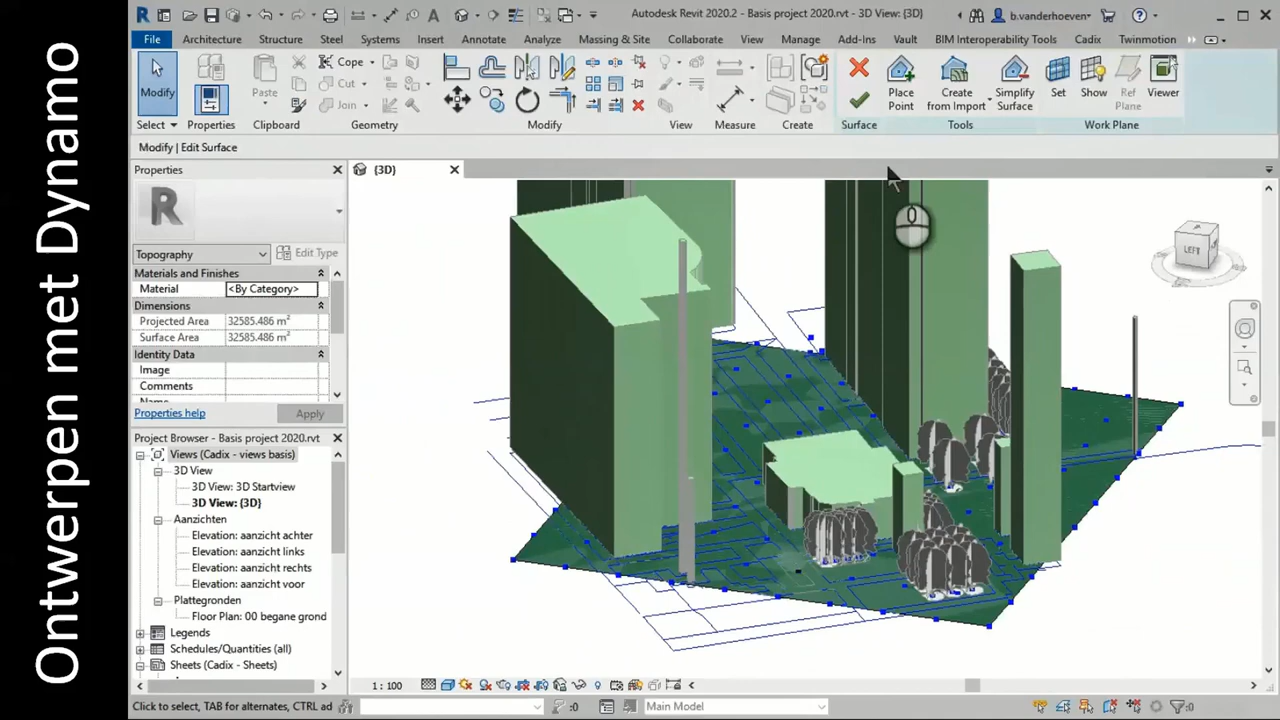 Ontwerpen met Dynamo
Autodesk Revit 2020.2 - Basis project 2020.rvt - 3D View: {3D}
b.vanderhoeven
File Architecture Structure Steel Systems Insert Annotate Analyze Massing & Site Collaborate View Manage Add-Ins Vault BIM Interoperability Tools Cadix Twinmotion
Modify
Paste
Cope
Cut
Join
Place Point
Create from Import
Simplify Surface
Set
Show
Ref Plane
Viewer
Select Properties Clipboard Geometry Modify View Measure Create Surface Tools Work Plane
Modify | Edit Surface
Properties
{3D}
Topography
Edit Type
Materials and Finishes
Material <By Category>
Dimensions
Projected Area 32585.486 m²
Surface Area 32585.486 m²
Identity Data
Image
Comments
Properties help
Apply
Project Browser - Basis project 2020.rvt
Views (Cadix - views basis)
3D View
3D View: 3D Startview
3D View: {3D}
Aanzichten
Elevation: aanzicht achter
Elevation: aanzicht links
Elevation: aanzicht rechts
Elevation: aanzicht voor
Plattegronden
Floor Plan: 00 begane grond
Legends
Schedules/Quantities (all)
Sheets (Cadix - Sheets)
LEFT
1 : 100
Click to select, TAB for alternates, CTRL ad
:0
Main Model
:0